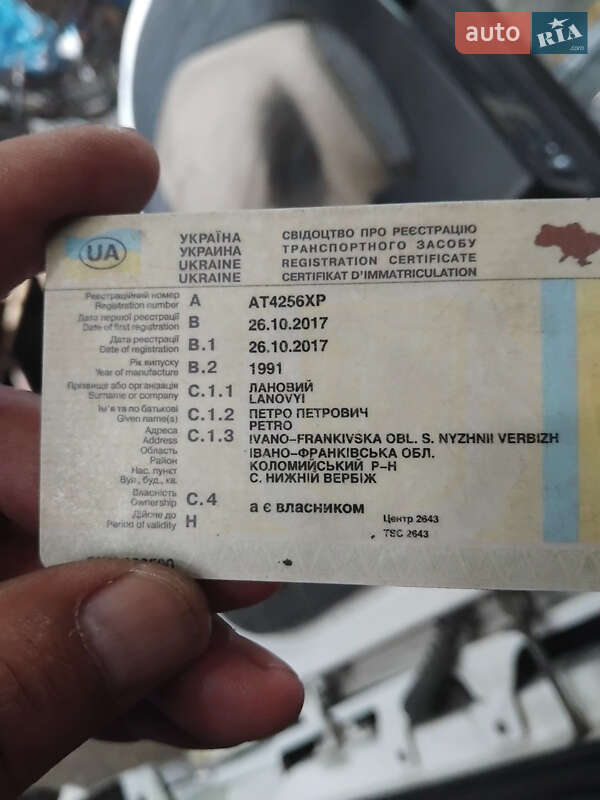 auto RIA .com
UA
УКРАЇНА
УКРАИНА
UKRAINE
UKRAINE
СВІДОЦТВО ПРО РЕЄСТРАЦІЮ
ТРАНСПОРТНОГО ЗАСОБУ
REGISTRATION CERTIFICATE
CERTIFIKAT D'IMMATRICULATION
Реєстраційний номер
Registration number
A AT4256XP
Дата першої реєстрації
Date of first registration
B 26.10.2017
Дата реєстрації
Date of registration
B.1 26.10.2017
Рік випуску
Year of manufacture
B.2 1991
Прізвище або організація
Surname or company
C.1.1 ЛАНОВИЙ
LANOVYI
Ім'я та по батькові
Given name(s)
C.1.2 ПЕТРО ПЕТРОВИЧ
PETRO
Адреса
Address
C.1.3 IVANO-FRANKIVSKA OBL. S. NYZHNII VERBIZH
Область ІВАНО-ФРАНКІВСЬКА ОБЛ.
Район КОЛОМИЙСЬКИЙ Р-Н
Нас. пункт С. НИЖНІЙ ВЕРБІЖ
Вул., буд., кв.
Власність
Ownership
C.4 а є власником
Дійсне до
Period of validity
H
Центр 2643
TSC 2643